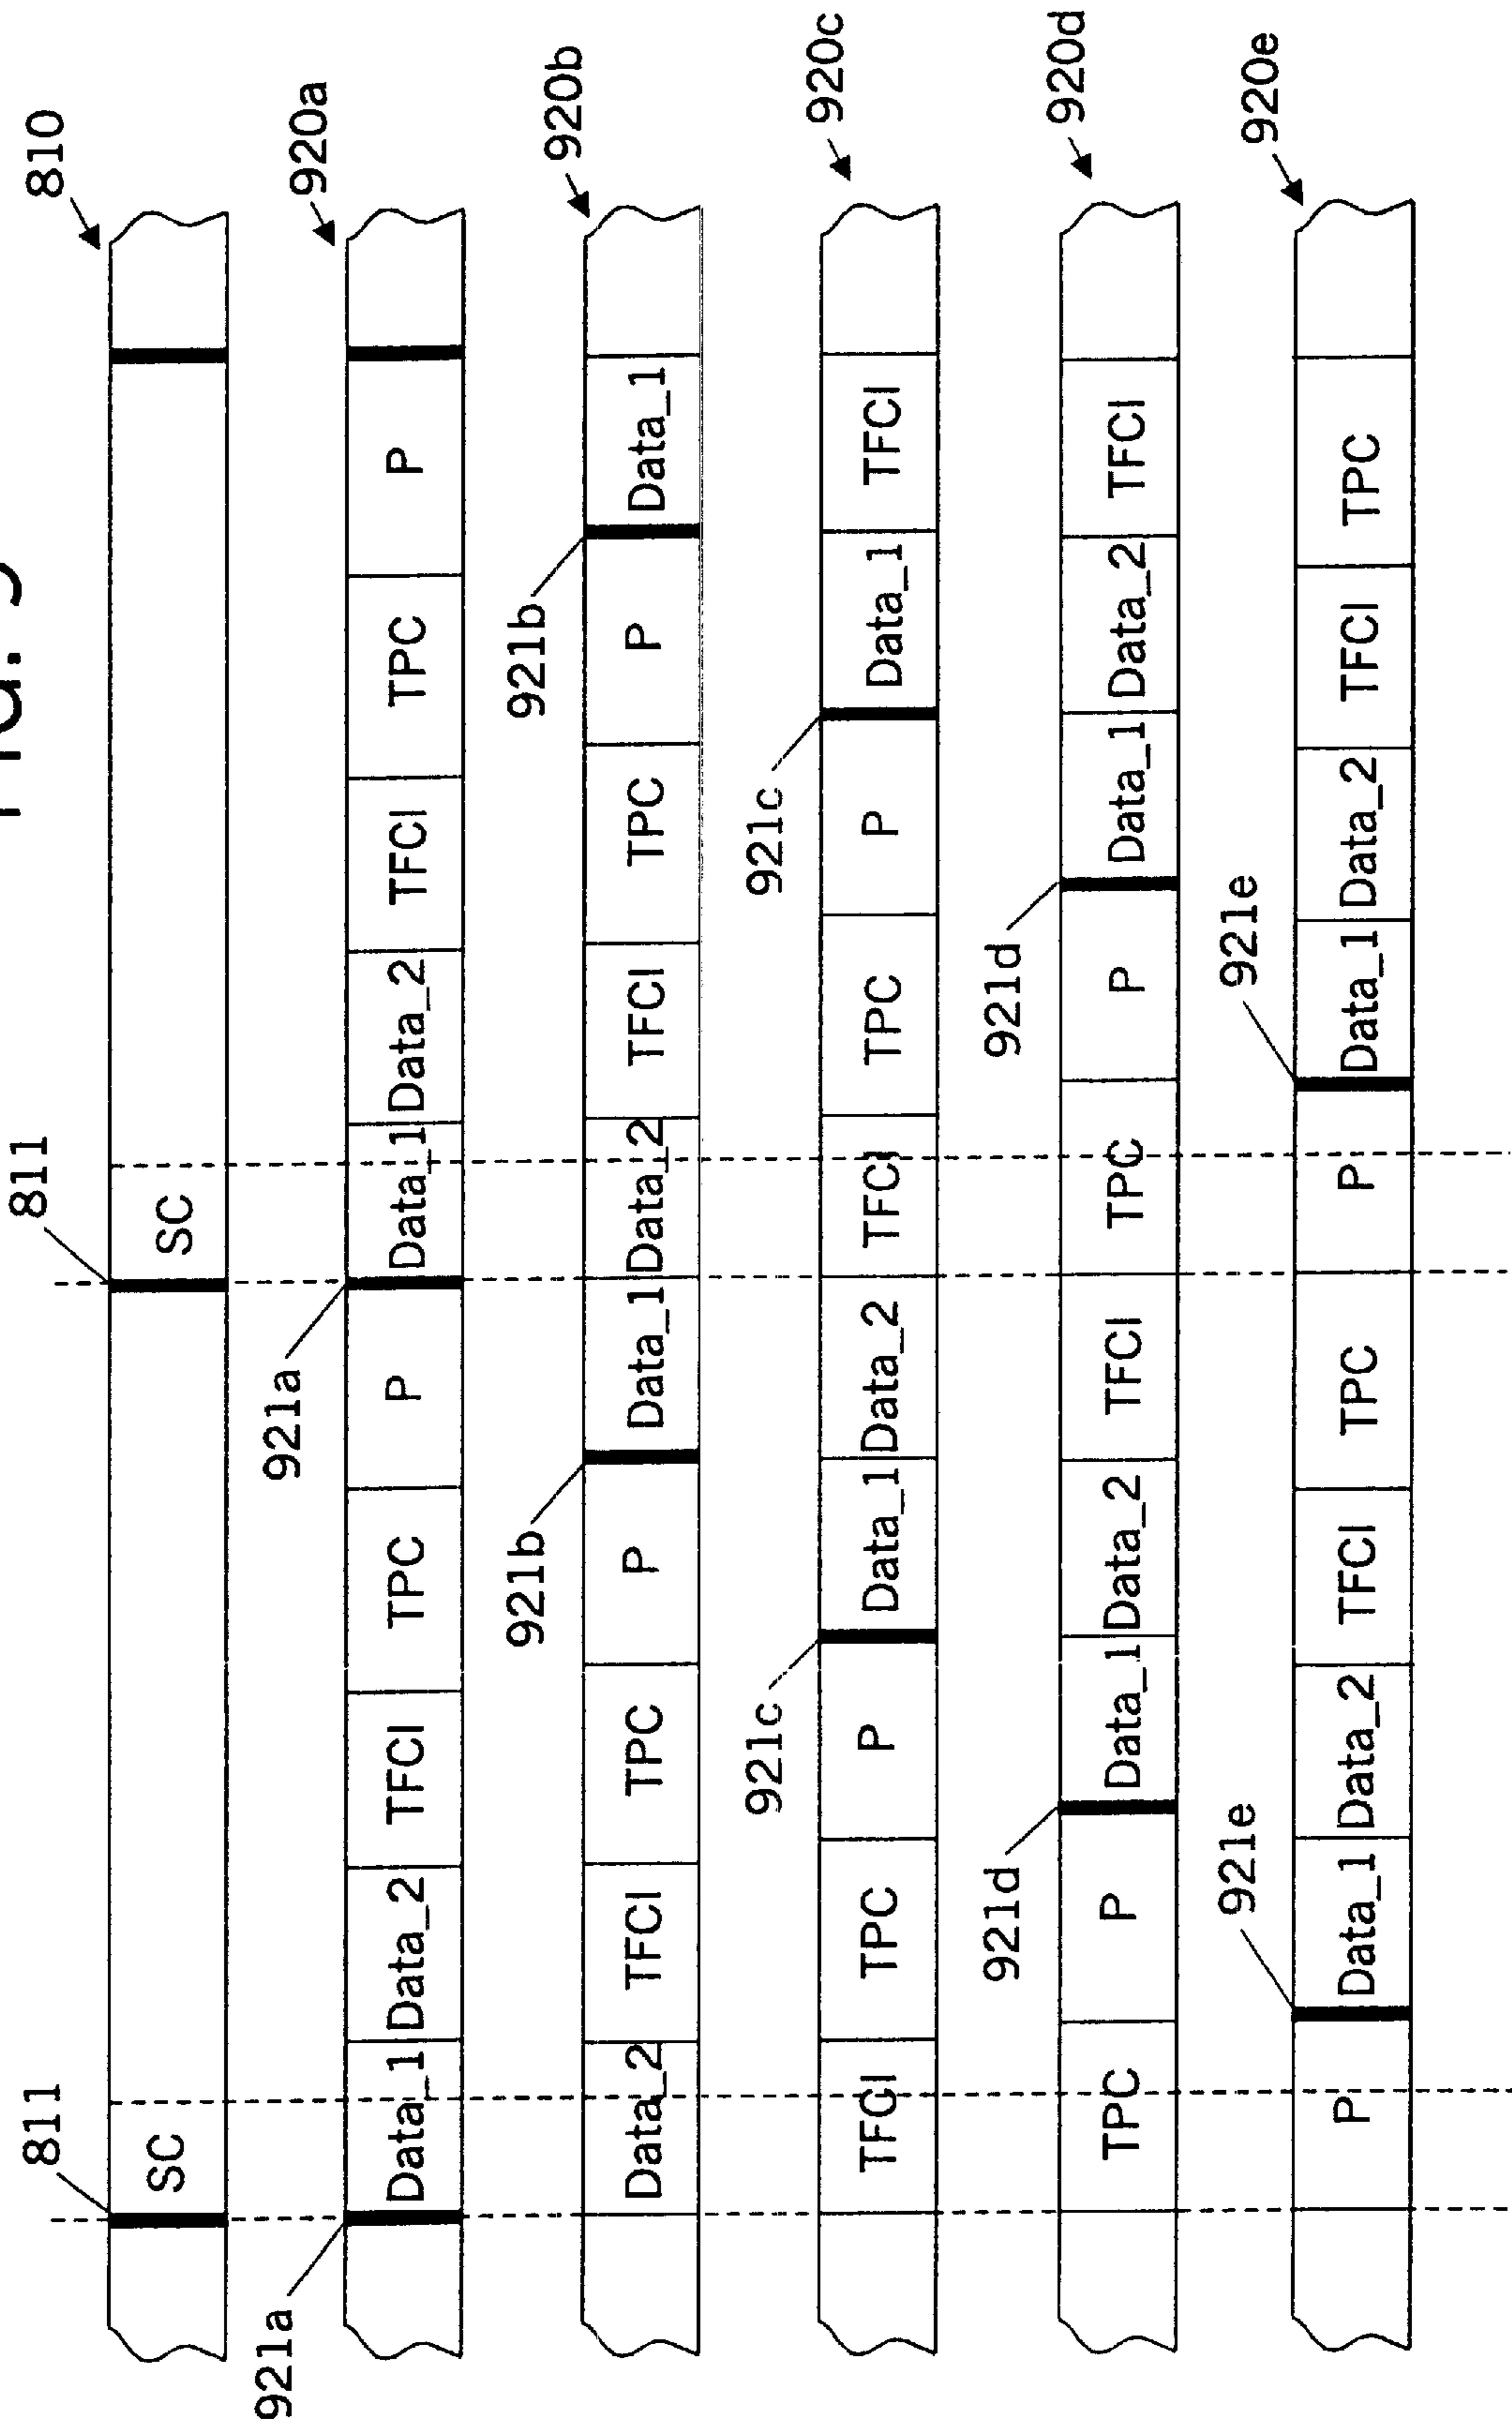 FIG.
811 811 810
SC SC
921a 921a 920a
Data_1 Data_2 TFCI TPC P Data_1 Data_2 TFCI TPC P
921b 921b 920b
Data_2 TFCI TPC P Data_1 Data_2 TFCI TPC P Data_1
921c 921c 920c
TFCI TPC P Data_1 Data_2 TFCI TPC P Data_1 TFCI
921d 921d 920d
TPC P Data_1 Data_2 TFCI TPC P Data_1 Data_2 TFCI
921e 921e 920e
P Data_1 Data_2 TFCI TPC P Data_1 Data_2 TFCI TPC